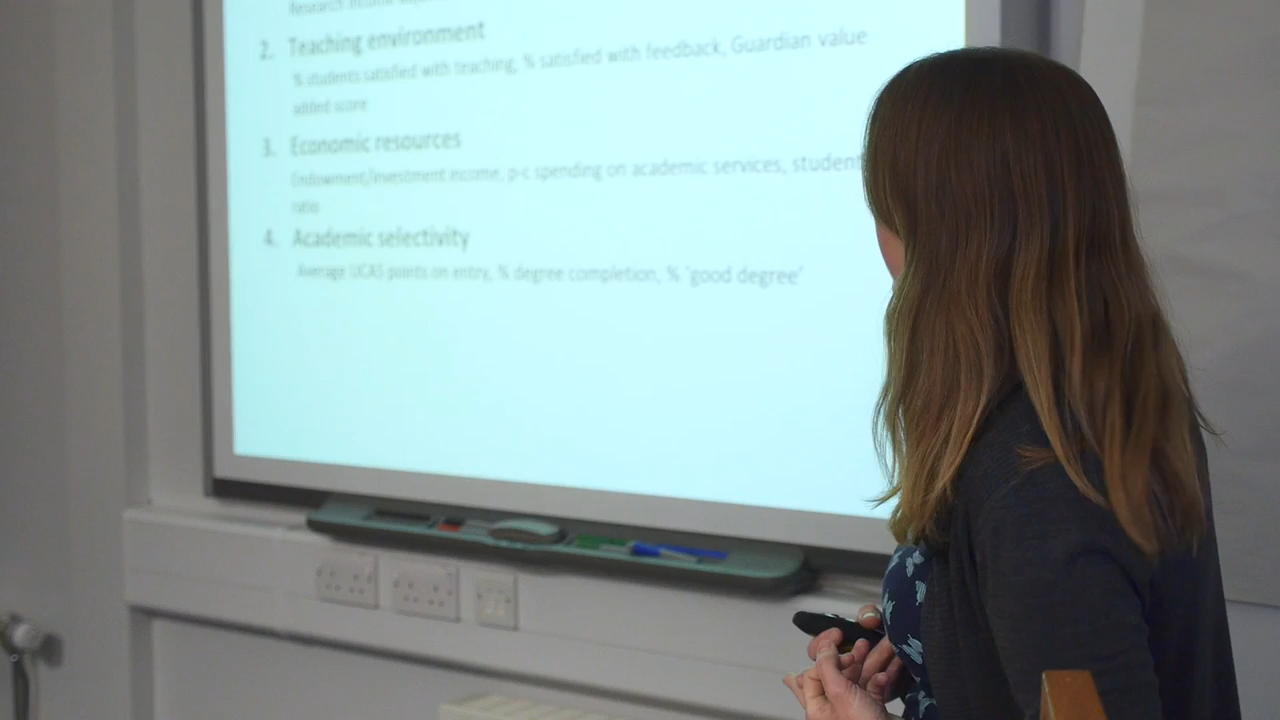 Research income
2. Teaching environment
% students satisfied with teaching, % satisfied with feedback, Guardian value
added score
3. Economic resources
Endowment/investment income, p-c spending on academic services, student
ratio
4. Academic selectivity
Average UCAS points on entry, % degree completion, % 'good degree'